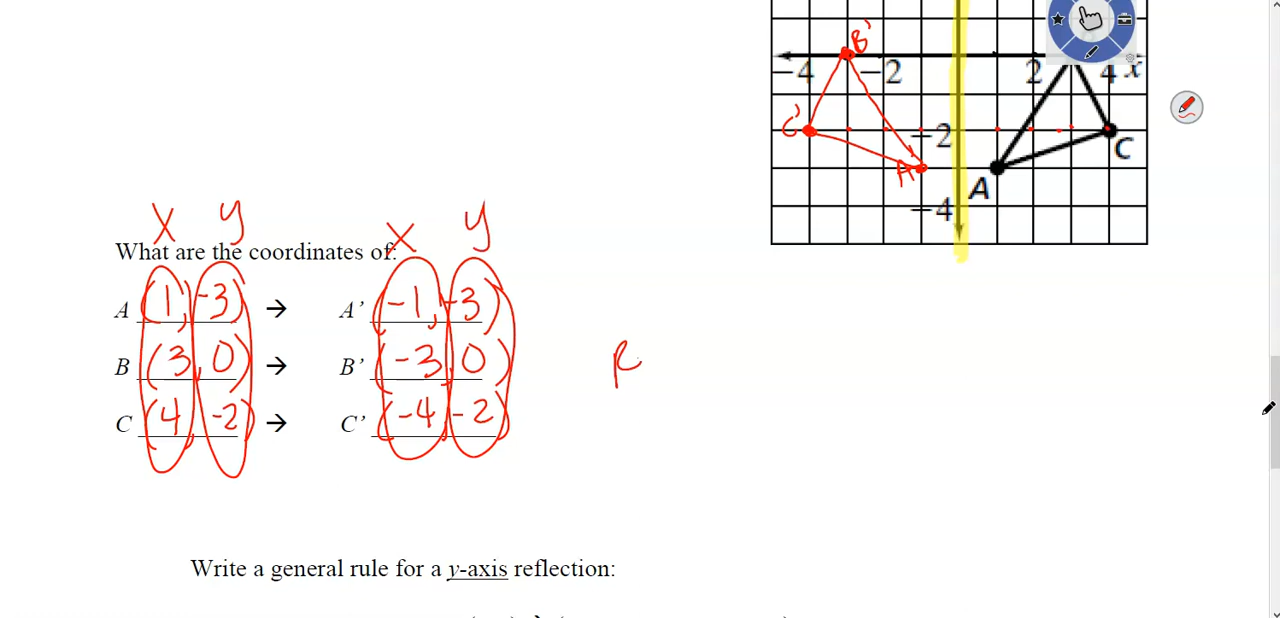 B'
-4 -2 2 4 x
C' -2 C
A' A
-4
x y x y
What are the coordinates of:
A (1, -3) → A' (-1, -3)
B (3, 0) → B' (-3, 0)
C (4, -2) → C' (-4, -2)
R
Write a general rule for a y-axis reflection: